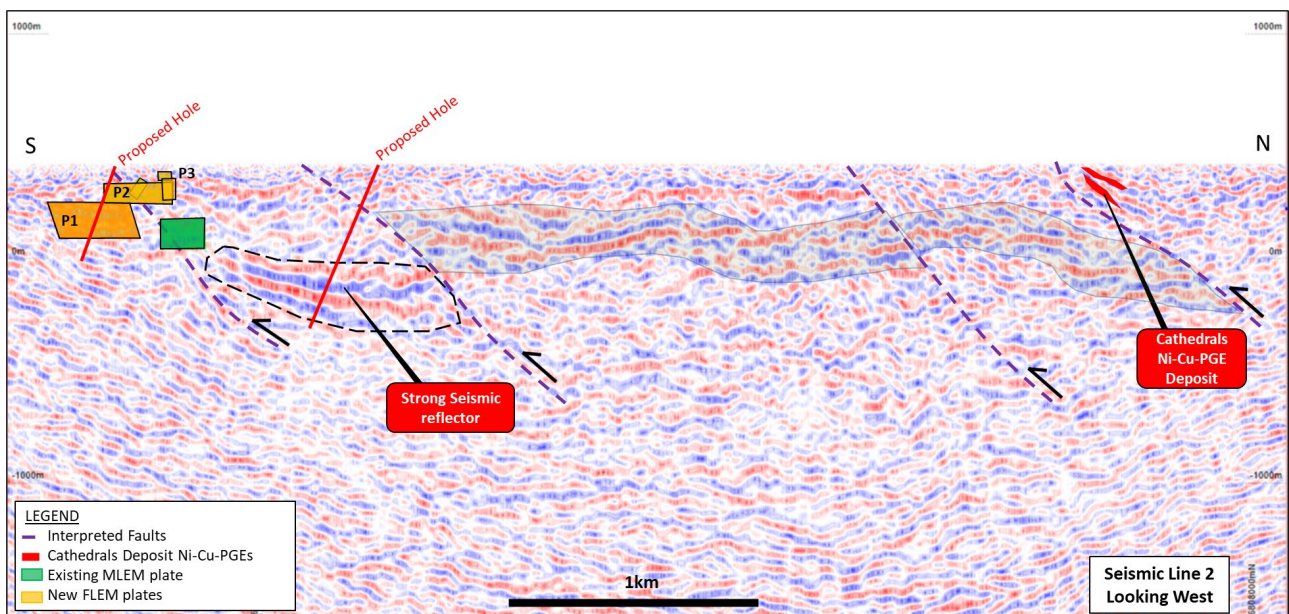 1000m
1000m
S
Proposed Hole
Proposed Hole
N
P3
P2
P1
0m
0m
Strong Seismic
reflector
Cathedrals
Ni-Cu-PGE
Deposit
-1000m
-1000m
LEGEND
Interpreted Faults
Cathedrals Deposit Ni-Cu-PGEs
Existing MLEM plate
New FLEM plates
1km
Seismic Line 2
Looking West